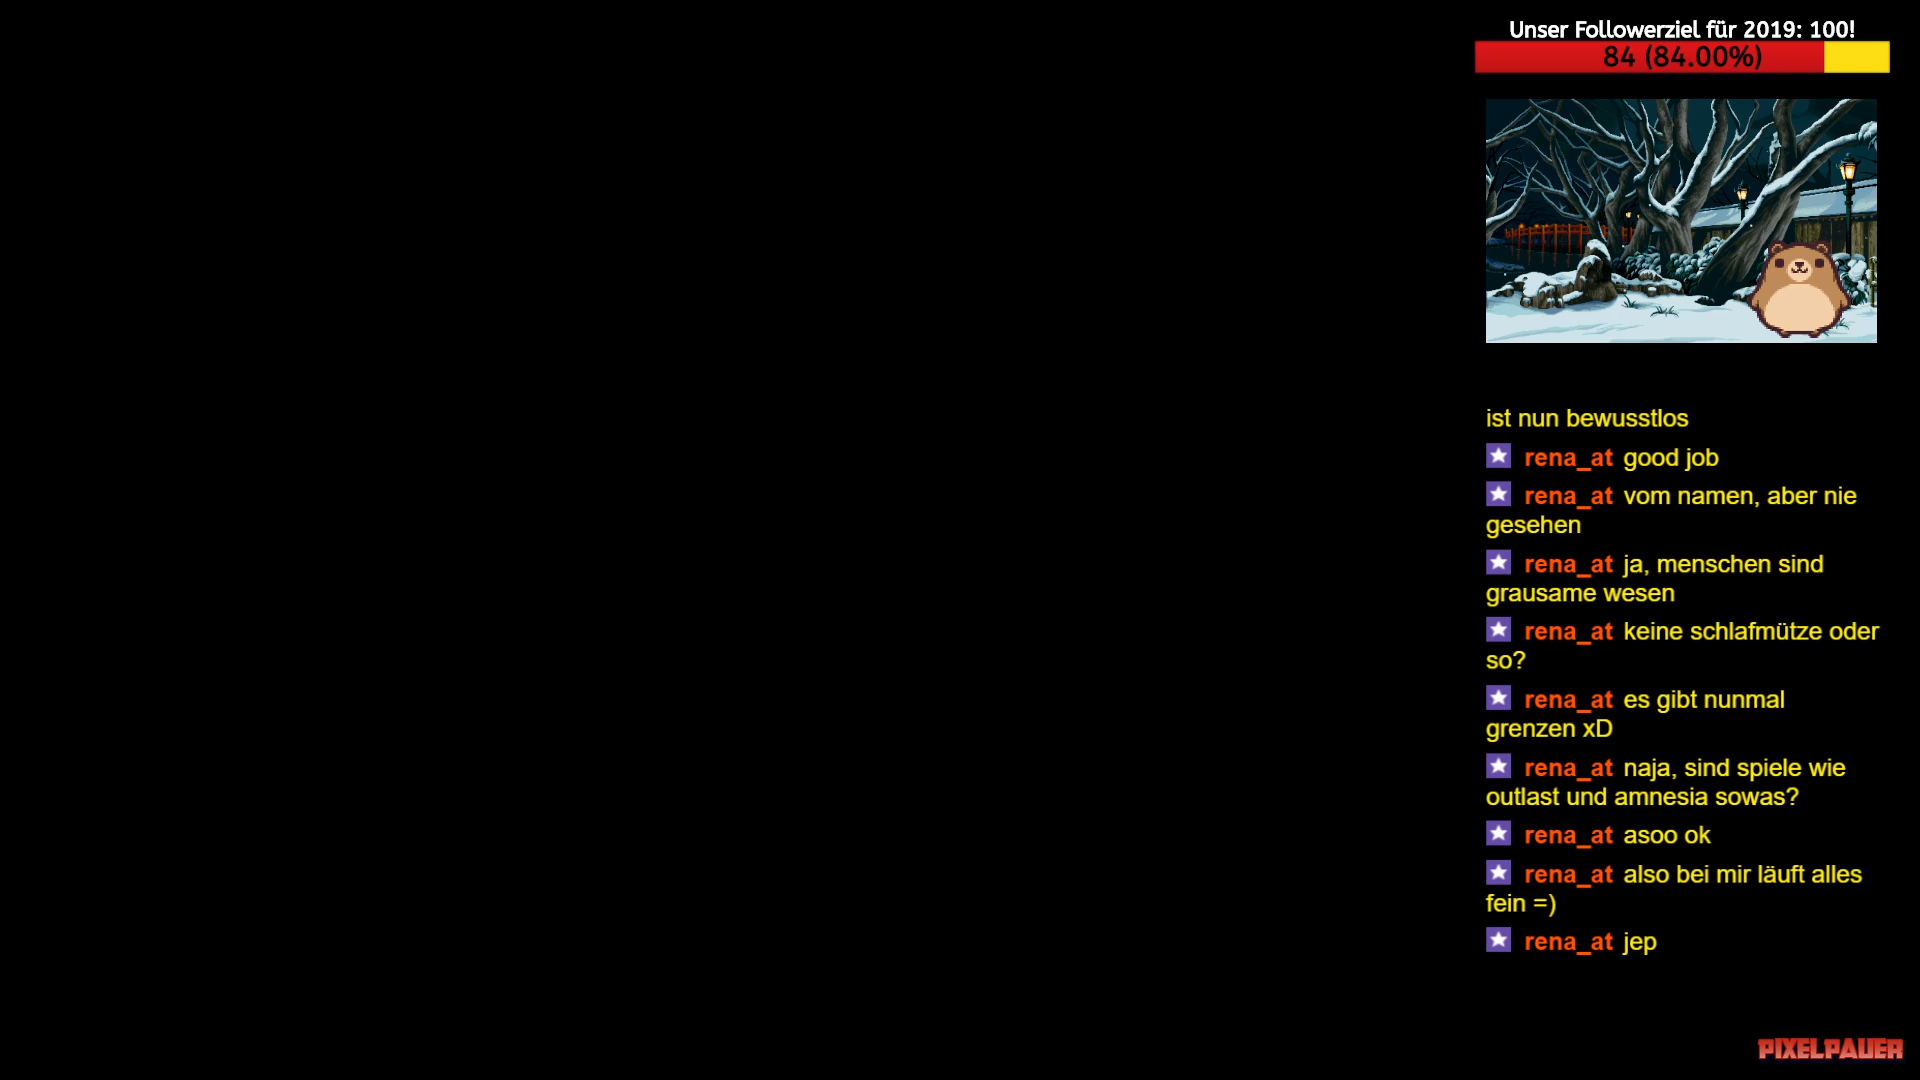 Unser Followerziel für 2019: 100!
84 (84.00%)
ist nun bewusstlos
rena_at good job
rena_at vom namen, aber nie
gesehen
rena_at ja, menschen sind
grausame wesen
rena_at keine schlafmütze oder
so?
rena_at es gibt nunmal
grenzen xD
rena_at naja, sind spiele wie
outlast und amnesia sowas?
rena_at asoo ok
rena_at also bei mir läuft alles
fein =)
rena_at jep
PIXELPAUER